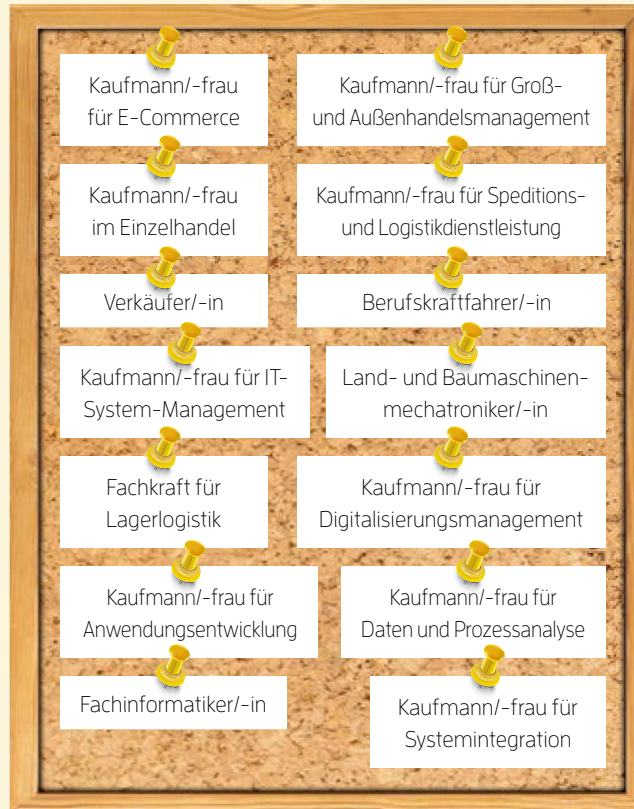 Kaufmann/-frau
für E-Commerce
Kaufmann/-frau für Groß-
und Außenhandelsmanagement
Kaufmann/-frau
im Einzelhandel
Kaufmann/-frau für Speditions-
und Logistikdienstleistung
Verkäufer/-in
Berufskraftfahrer/-in
Kaufmann/-frau für IT-
System-Management
Land- und Baumaschinen-
mechatroniker/-in
Fachkraft für
Lagerlogistik
Kaufmann/-frau für
Digitalisierungsmanagement
Kaufmann/-frau für
Anwendungsentwicklung
Kaufmann/-frau für
Daten und Prozessanalyse
Fachinformatiker/-in
Kaufmann/-frau für
Systemintegration